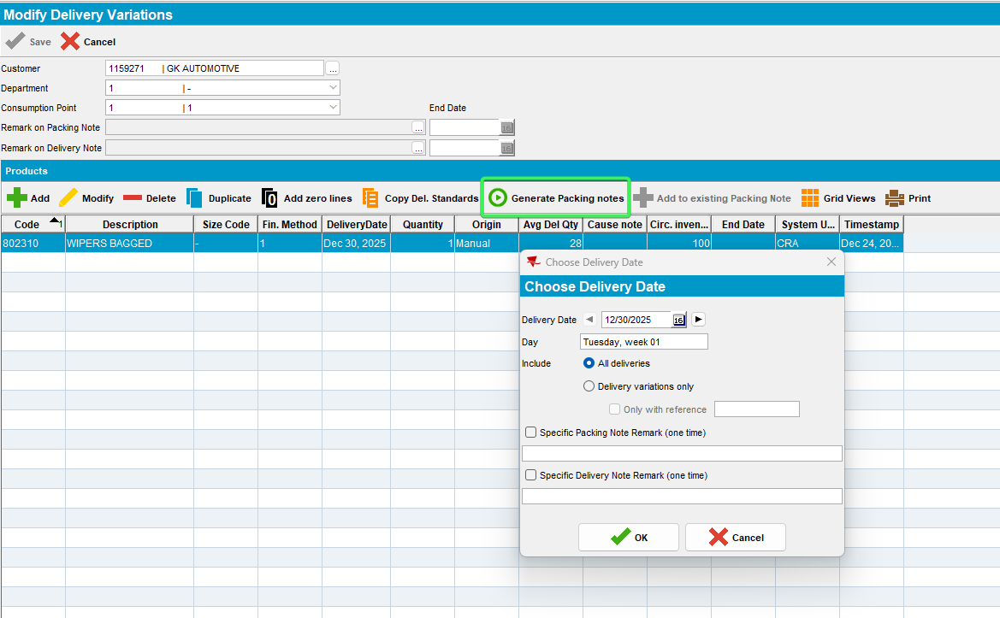 Modify Delivery Variations
Save Cancel
Customer 1159271 | GK AUTOMOTIVE ...
Department 1 | -
Consumption Point 1 | 1 End Date
Remark on Packing Note ... 16
Remark on Delivery Note ... 16
Products
Add Modify Delete Duplicate 0 Add zero lines Copy Del. Standards Generate Packing notes Add to existing Packing Note Grid Views Print
Code 1 Description Size Code Fin. Method DeliveryDate Quantity Origin Avg Del Qty Cause note Circ. inven... End Date System U... Timestamp
802310 WIPERS BAGGED - 1 Dec 30, 2025 1 Manual 28 100 CRA Dec 24, 20...
Choose Delivery Date
Choose Delivery Date
Delivery Date 12/30/2025 16
Day Tuesday, week 01
Include All deliveries
Delivery variations only
Only with reference
Specific Packing Note Remark (one time)
Specific Delivery Note Remark (one time)
OK Cancel